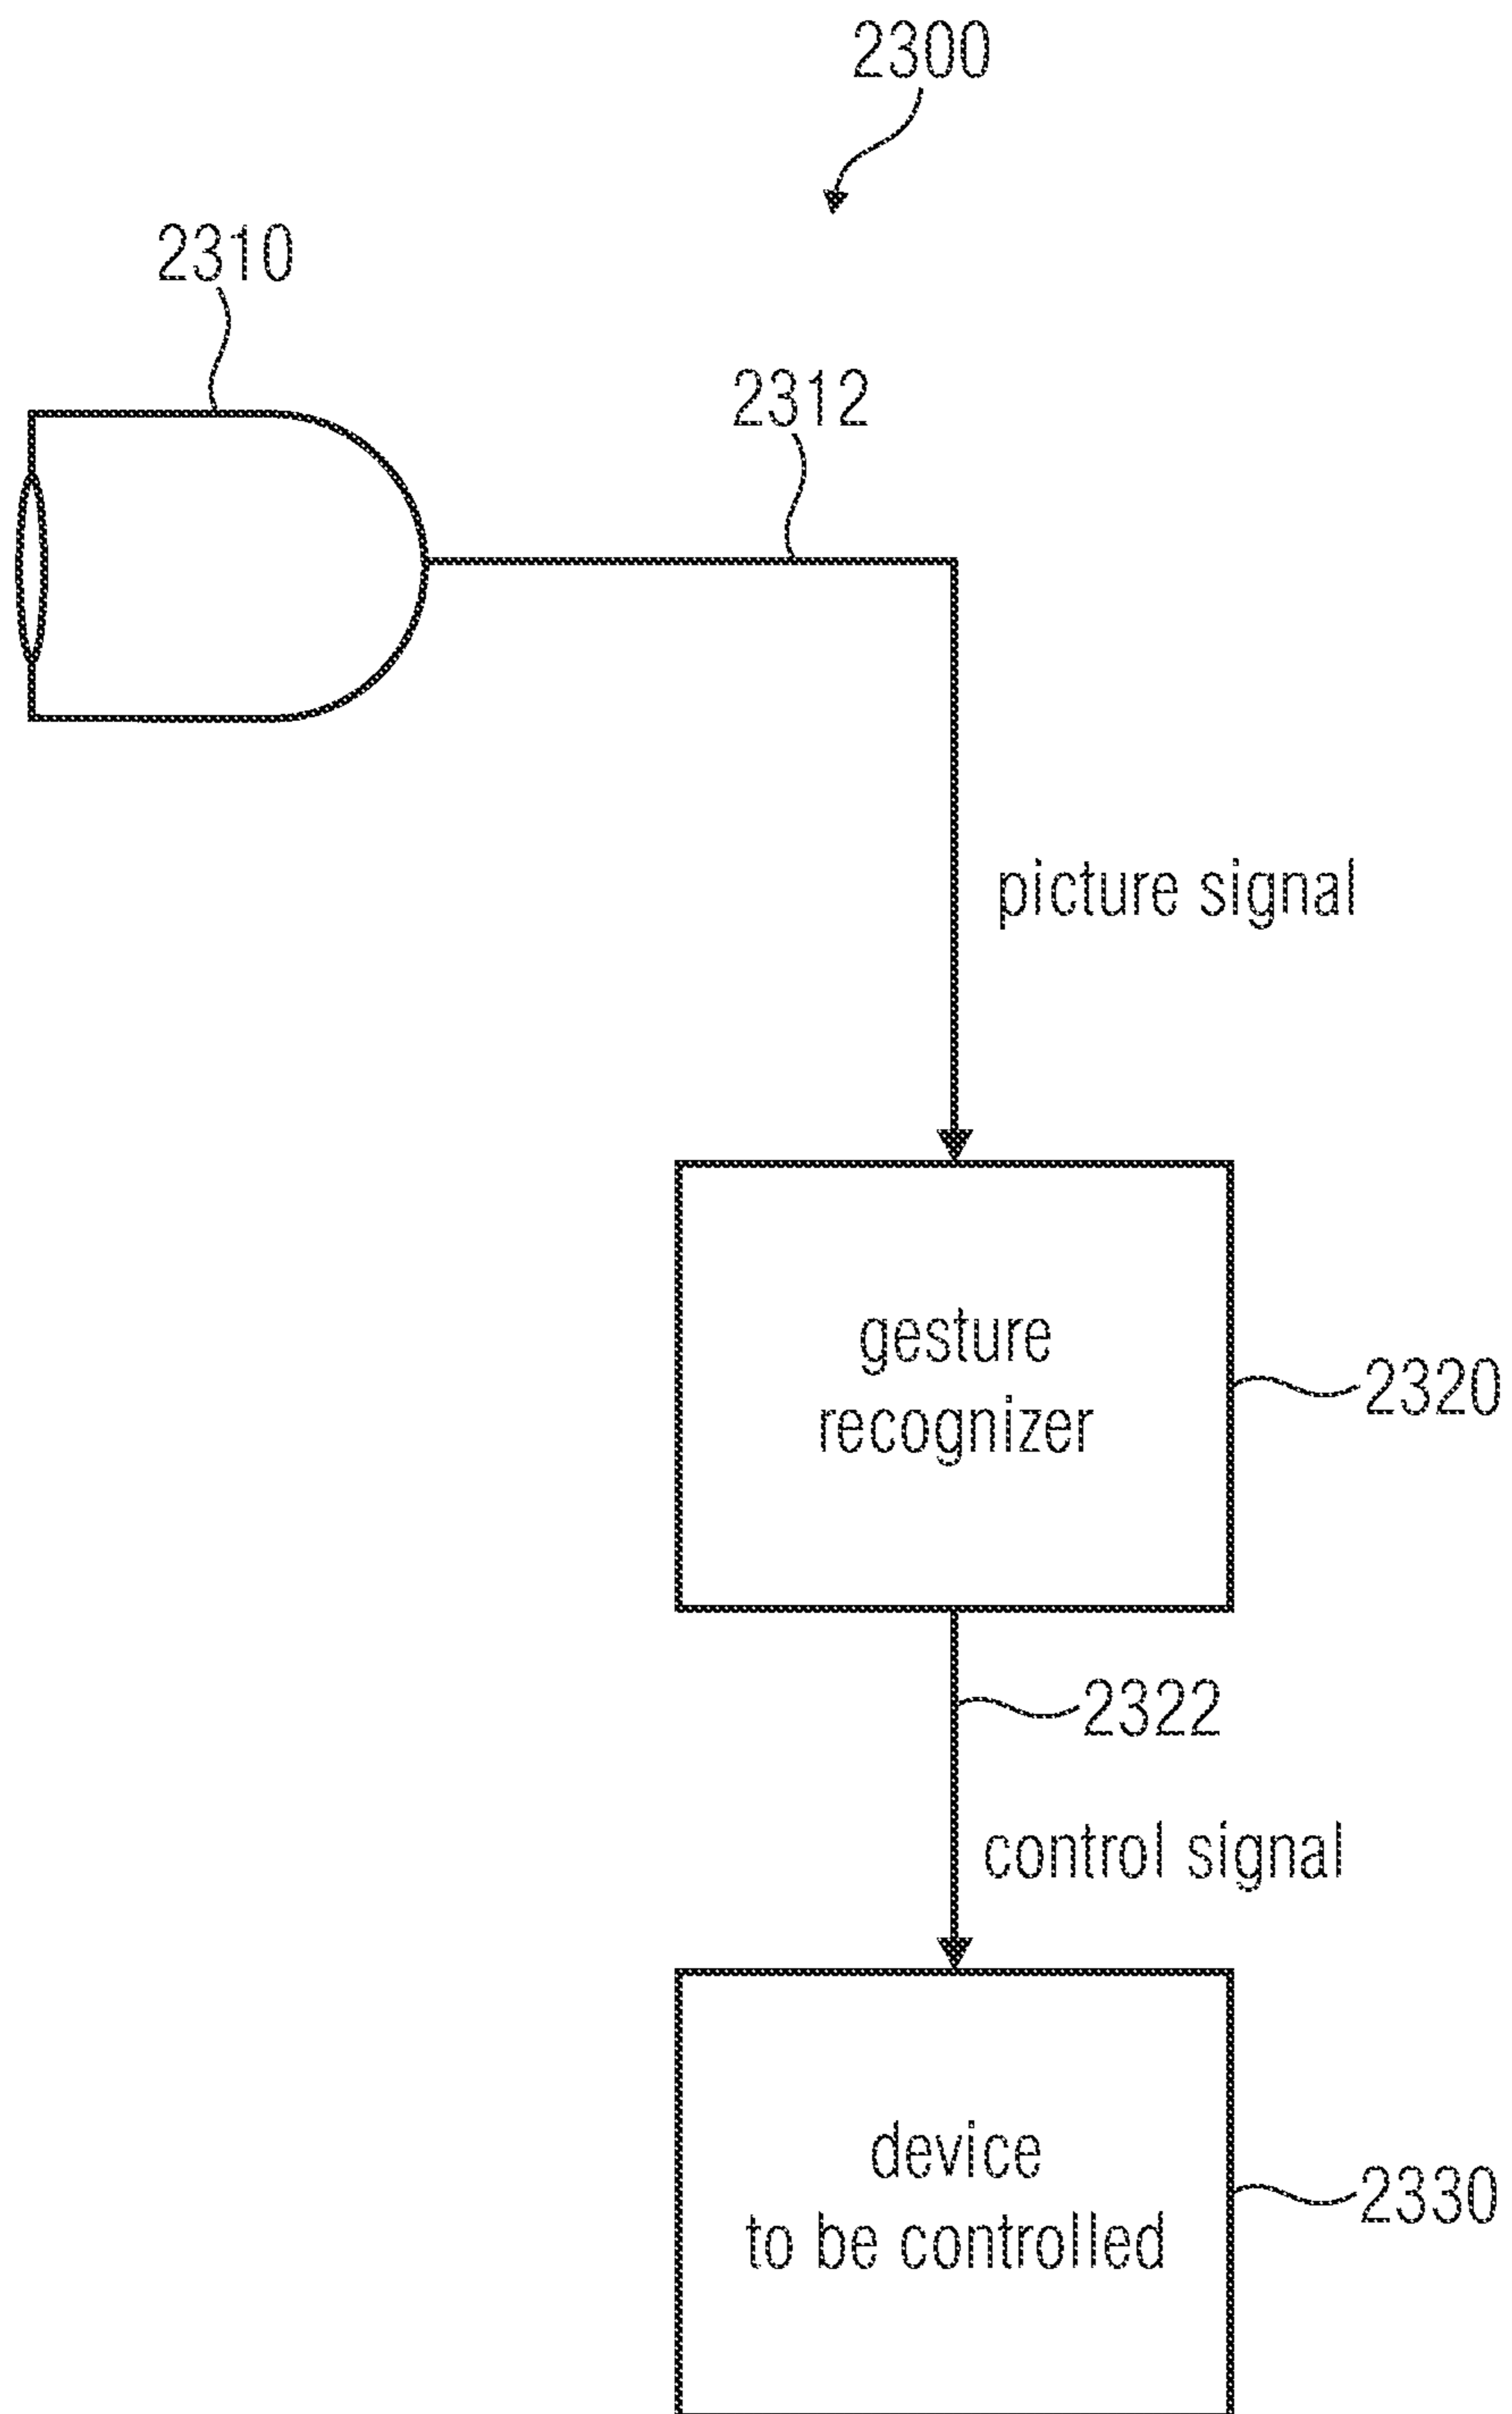 2300
2310
2312
picture signal
gesture
recognizer
2320
2322
control signal
device
to be controlled
2330